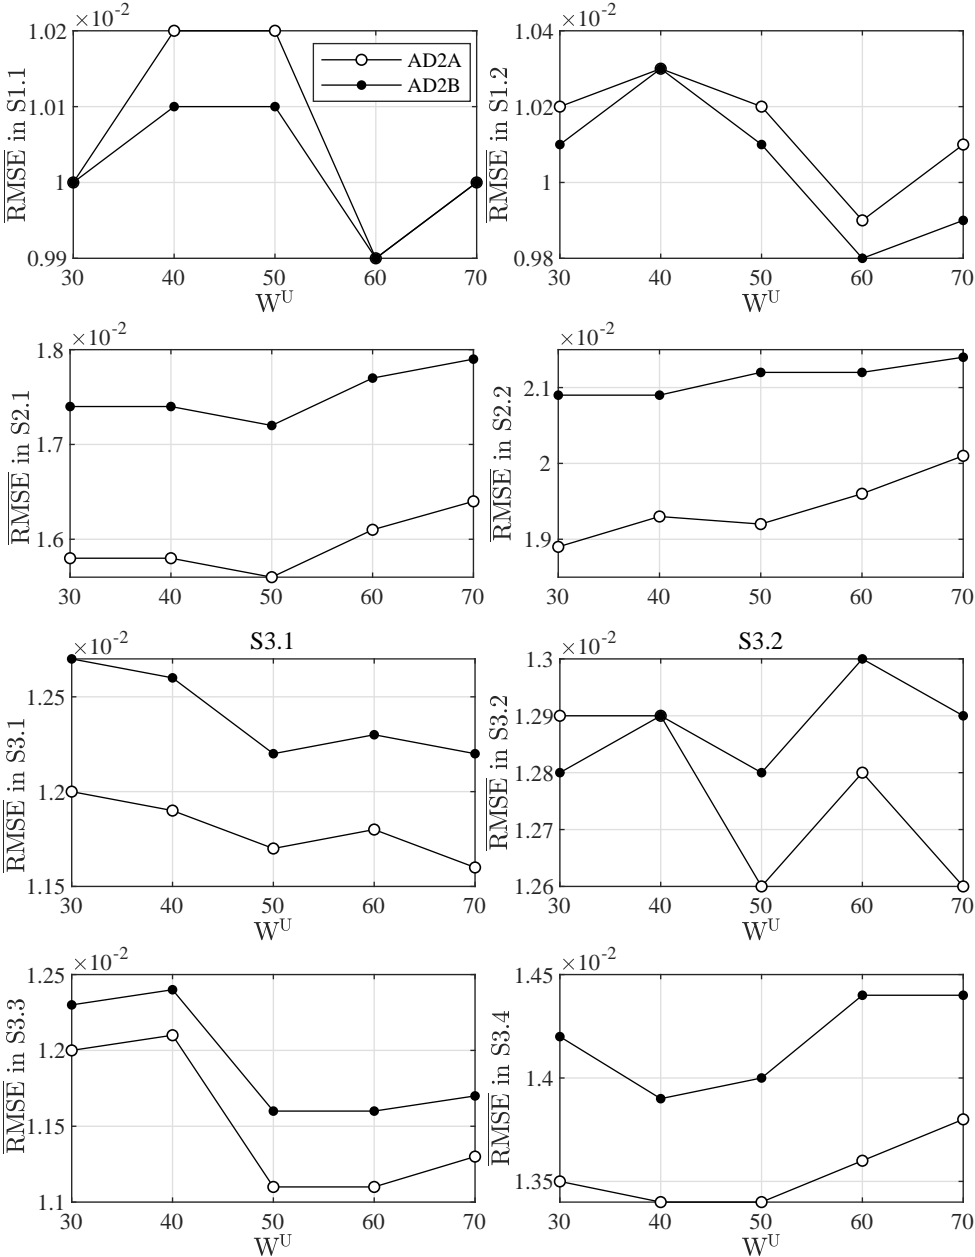 ×10⁻²
1.02
1.01
1
0.99
30 40 50 60 70
RMSE in S1.1
Wᵁ
AD2A
AD2B
×10⁻²
1.04
1.02
1
0.98
30 40 50 60 70
RMSE in S1.2
Wᵁ
×10⁻²
1.8
1.7
1.6
30 40 50 60 70
RMSE in S2.1
×10⁻²
2.1
2
1.9
30 40 50 60 70
RMSE in S2.2
S3.1
×10⁻²
1.25
1.2
1.15
30 40 50 60 70
RMSE in S3.1
Wᵁ
S3.2
×10⁻²
1.3
1.29
1.28
1.27
1.26
30 40 50 60 70
RMSE in S3.2
Wᵁ
×10⁻²
1.25
1.2
1.15
1.1
30 40 50 60 70
RMSE in S3.3
Wᵁ
×10⁻²
1.45
1.4
1.35
30 40 50 60 70
RMSE in S3.4
Wᵁ